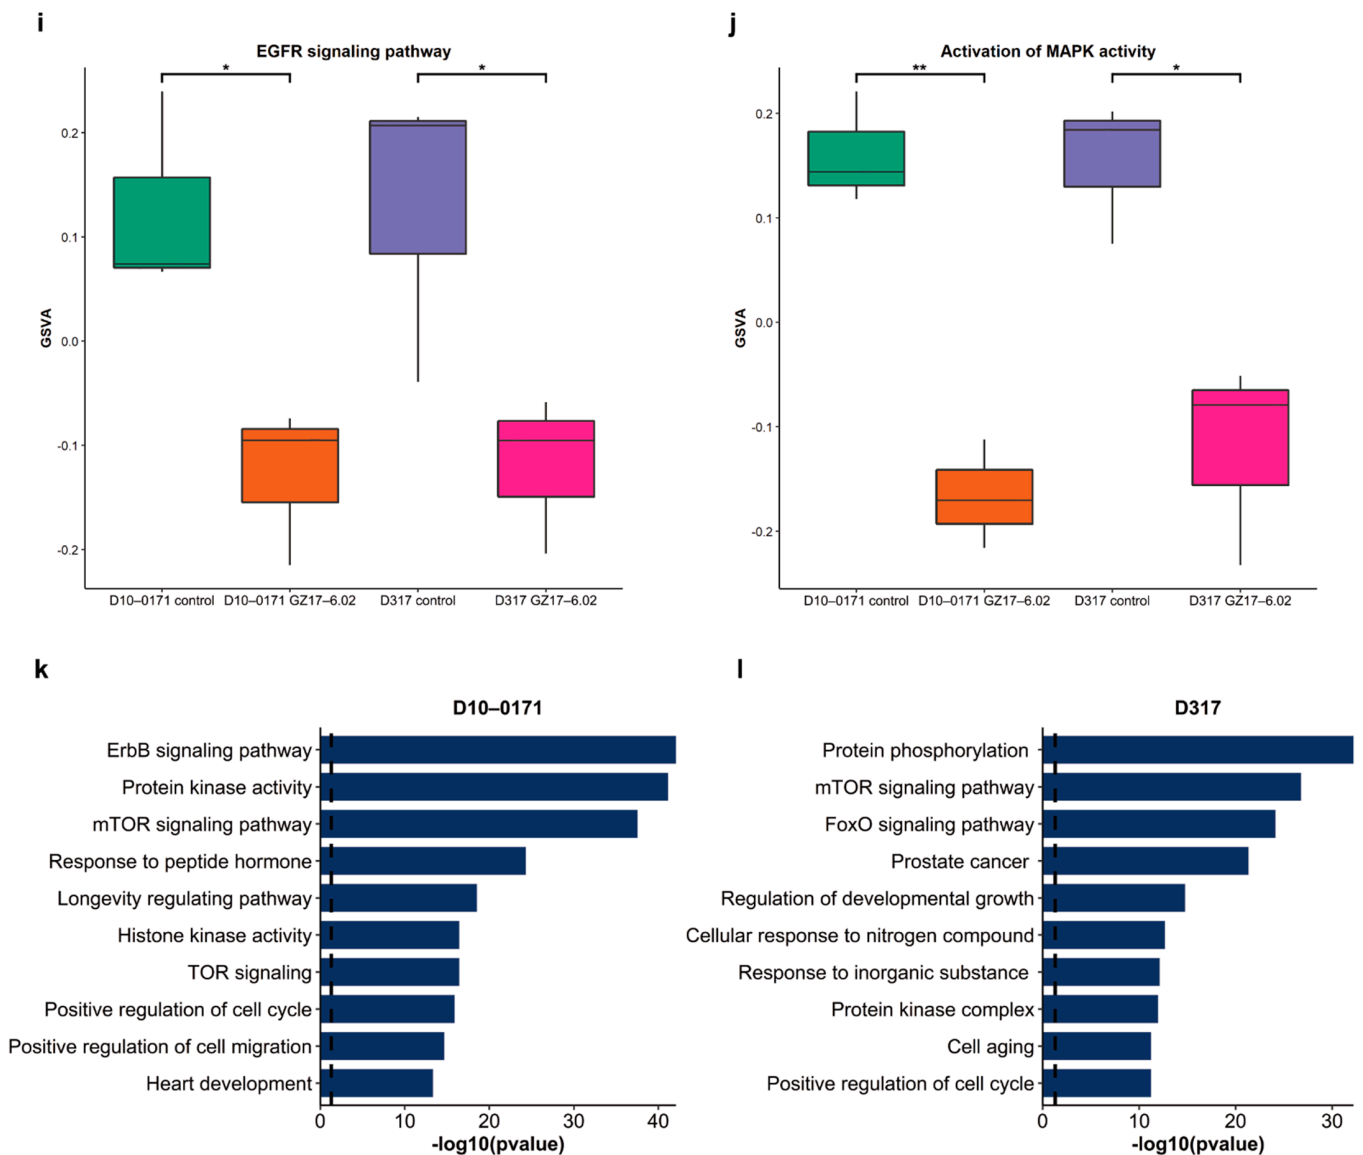 i
EGFR signaling pathway
*
*
0.2
0.1
0.0
-0.1
-0.2
GSVA
D10–0171 control
D10–0171 GZ17–6.02
D317 control
D317 GZ17–6.02
j
Activation of MAPK activity
**
*
0.2
0.1
0.0
-0.1
-0.2
GSVA
D10–0171 control
D10–0171 GZ17–6.02
D317 control
D317 GZ17–6.02
k
D10–0171
ErbB signaling pathway
Protein kinase activity
mTOR signaling pathway
Response to peptide hormone
Longevity regulating pathway
Histone kinase activity
TOR signaling
Positive regulation of cell cycle
Positive regulation of cell migration
Heart development
0 10 20 30 40
-log10(pvalue)
l
D317
Protein phosphorylation
mTOR signaling pathway
FoxO signaling pathway
Prostate cancer
Regulation of developmental growth
Cellular response to nitrogen compound
Response to inorganic substance
Protein kinase complex
Cell aging
Positive regulation of cell cycle
0 10 20 30
-log10(pvalue)